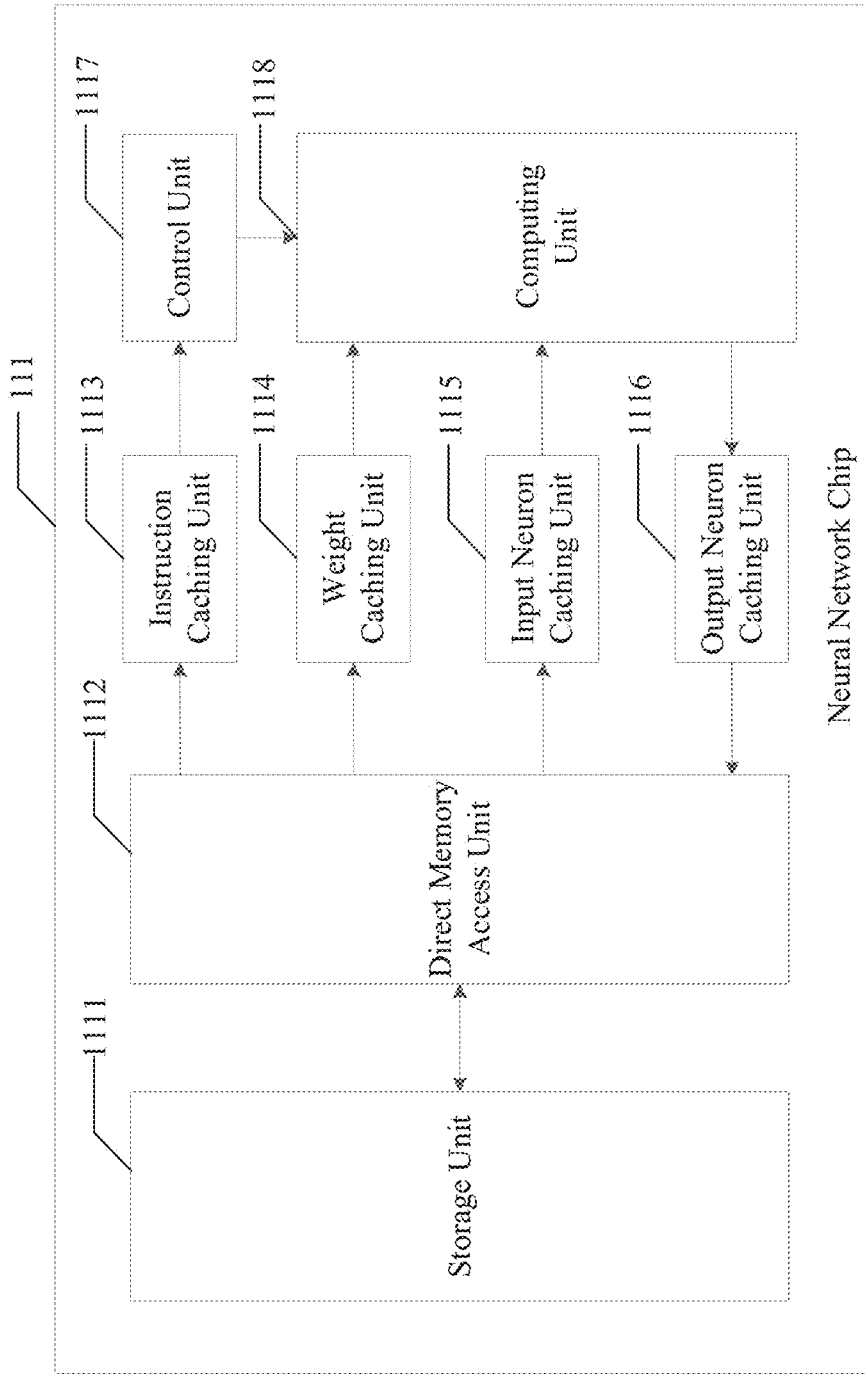 111
1111
Storage Unit
1112
Direct Memory
Access Unit
1113
Instruction
Caching Unit
1114
Weight
Caching Unit
1115
Input Neuron
Caching Unit
1116
Output Neuron
Caching Unit
1117
Control Unit
1118
Computing
Unit
Neural Network Chip